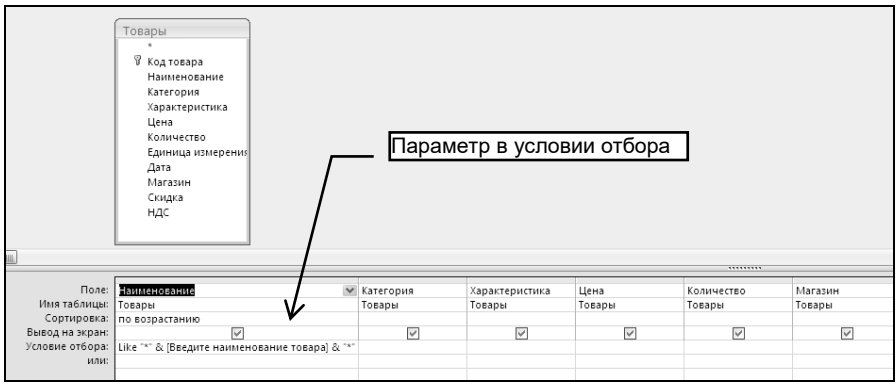 Товары
*
Код товара
Наименование
Категория
Характеристика
Цена
Количество
Единица измерения
Дата
Магазин
Скидка
НДС
Параметр в условии отбора
Поле: Наименование Категория Характеристика Цена Количество Магазин
Имя таблицы: Товары Товары Товары Товары Товары Товары
Сортировка: по возрастанию
Вывод на экран:
Условие отбора: Like "*" & [Введите наименование товара] & "*"
или: